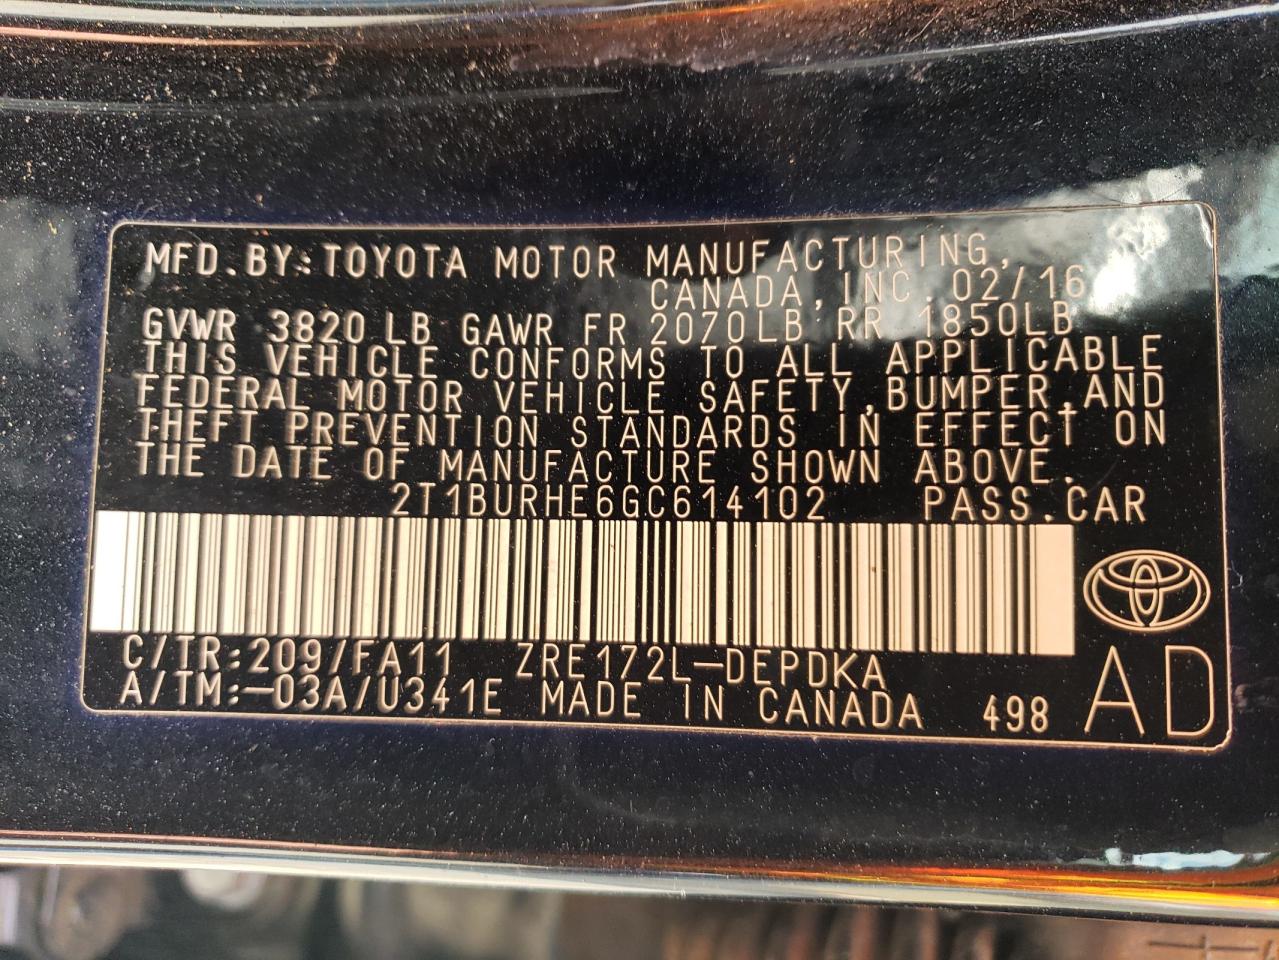 MFD.BY:TOYOTA MOTOR MANUFACTURING,
CANADA,INC.02/16
GVWR 3820LB GAWR FR 2070LB RR 1850LB
THIS VEHICLE CONFORMS TO ALL APPLICABLE
FEDERAL MOTOR VEHICLE SAFETY,BUMPER,AND
THEFT PREVENTION STANDARDS IN EFFECT ON
THE DATE OF MANUFACTURE SHOWN ABOVE.
2T1BURHE6GC614102 PASS.CAR
C/TR:209/FA11 ZRE172L-DEPDKA
A/TM:-03A/U341E MADE IN CANADA 498
AD